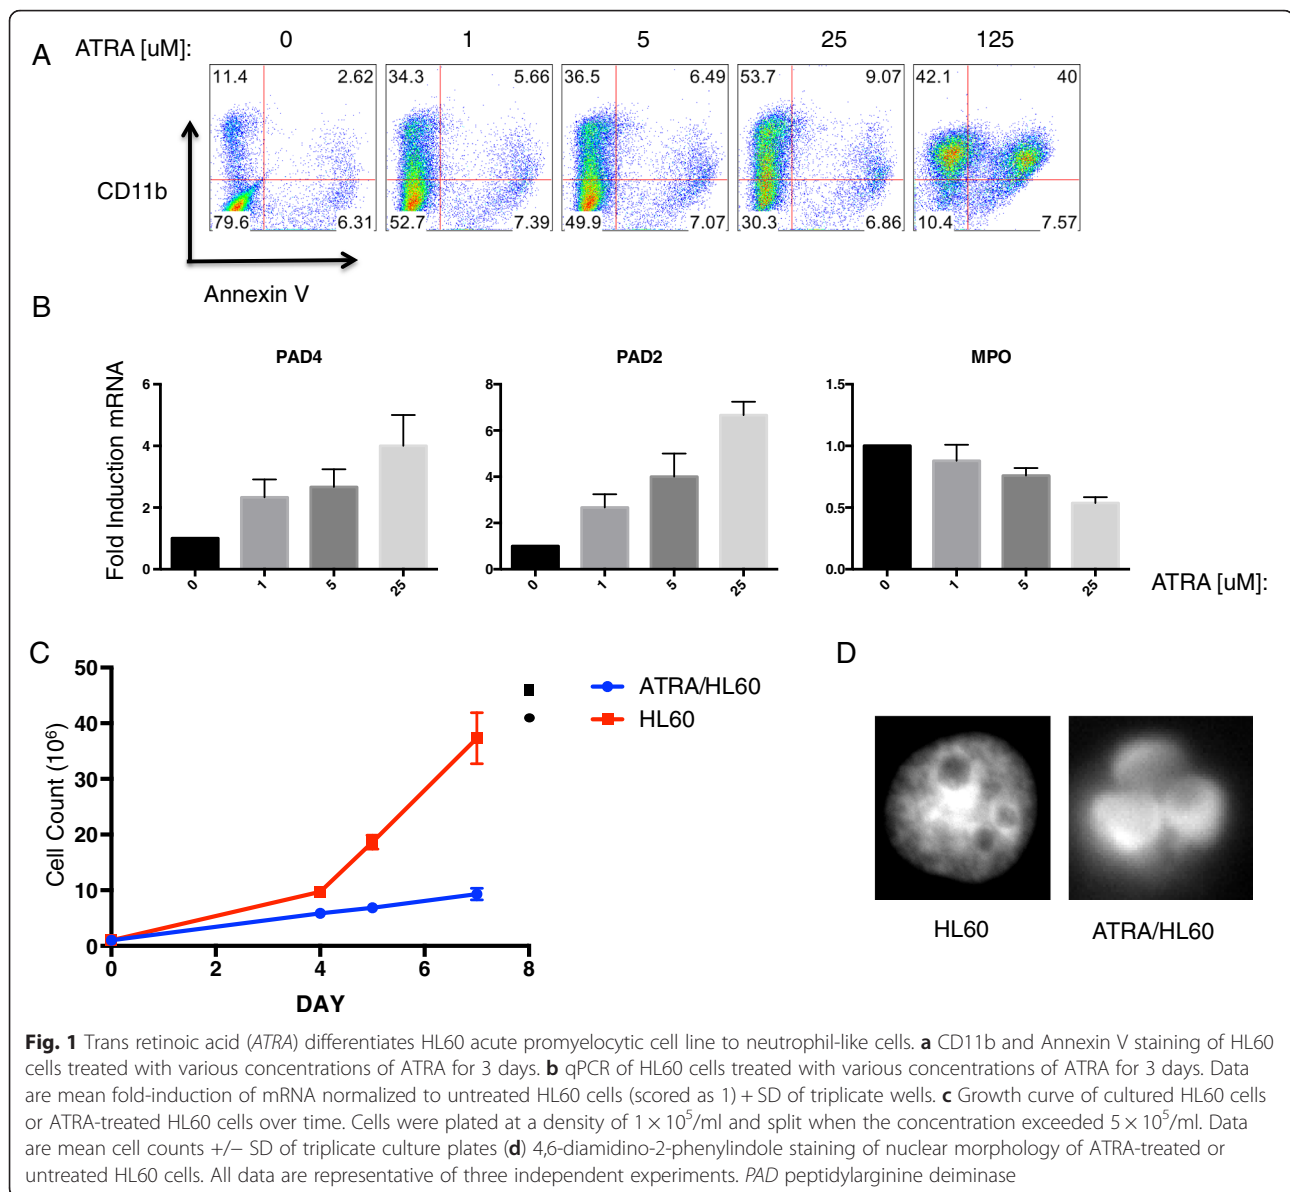 A
ATRA [uM]:
0 1 5 25 125
11.4 2.62 34.3 5.66 36.5 6.49 53.7 9.07 42.1 40
CD11b
79.6 6.31 52.7 7.39 49.9 7.07 30.3 6.86 10.4 7.57
Annexin V
B
Fold Induction mRNA
PAD4
6
4
2
0
0 1 5 25
PAD2
8
6
4
2
0
0 1 5 25
MPO
1.5
1.0
0.5
0.0
0 1 5 25
ATRA [uM]:
C
Cell Count (10⁶)
50
40
30
20
10
0
0 2 4 6 8
DAY
ATRA/HL60
HL60
D
HL60
ATRA/HL60
Fig. 1 Trans retinoic acid (ATRA) differentiates HL60 acute promyelocytic cell line to neutrophil-like cells. a CD11b and Annexin V staining of HL60
cells treated with various concentrations of ATRA for 3 days. b qPCR of HL60 cells treated with various concentrations of ATRA for 3 days. Data
are mean fold-induction of mRNA normalized to untreated HL60 cells (scored as 1) + SD of triplicate wells. c Growth curve of cultured HL60 cells
or ATRA-treated HL60 cells over time. Cells were plated at a density of 1 × 10⁵/ml and split when the concentration exceeded 5 × 10⁵/ml. Data
are mean cell counts +/− SD of triplicate culture plates (d) 4,6-diamidino-2-phenylindole staining of nuclear morphology of ATRA-treated or
untreated HL60 cells. All data are representative of three independent experiments. PAD peptidylarginine deiminase